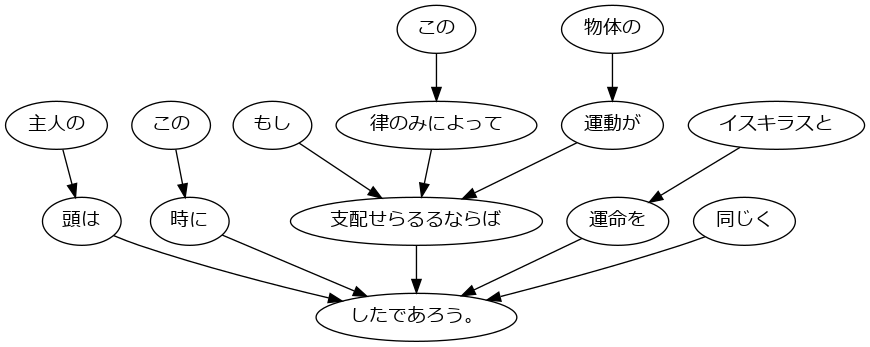 この
物体の
主人の
この
もし
律のみによって
運動が
イスキラスと
頭は
時に
支配せらるるならば
運命を
同じく
したであろう。